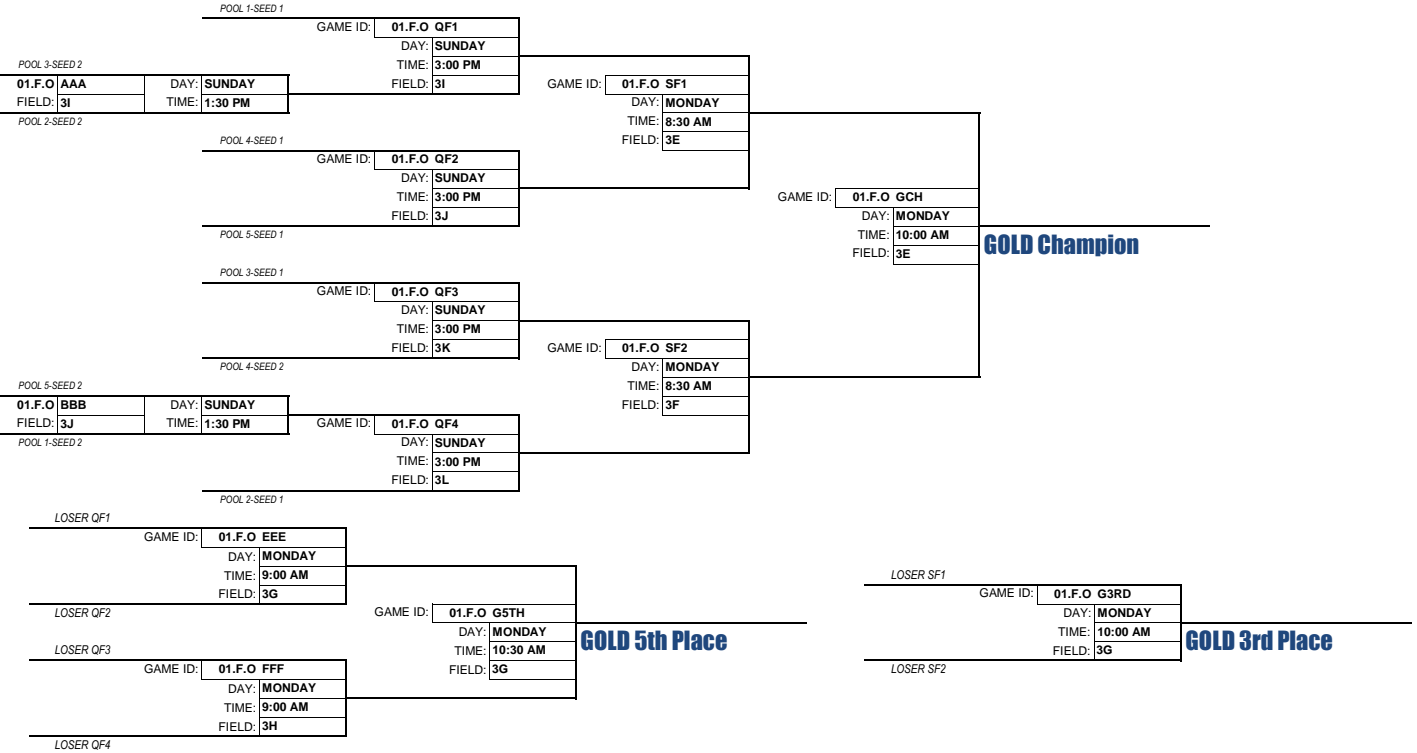 POOL 1-SEED 1
GAME ID: 01.F.O QF1
DAY: SUNDAY
TIME: 3:00 PM
FIELD: 3I
POOL 3-SEED 2
01.F.O AAA DAY: SUNDAY
FIELD: 3I TIME: 1:30 PM
POOL 2-SEED 2
GAME ID: 01.F.O SF1
DAY: MONDAY
TIME: 8:30 AM
FIELD: 3E
POOL 4-SEED 1
GAME ID: 01.F.O QF2
DAY: SUNDAY
TIME: 3:00 PM
FIELD: 3J
POOL 5-SEED 1
GAME ID: 01.F.O GCH
DAY: MONDAY
TIME: 10:00 AM
FIELD: 3E
GOLD Champion
POOL 3-SEED 1
GAME ID: 01.F.O QF3
DAY: SUNDAY
TIME: 3:00 PM
FIELD: 3K
POOL 4-SEED 2
GAME ID: 01.F.O SF2
DAY: MONDAY
TIME: 8:30 AM
FIELD: 3F
POOL 5-SEED 2
01.F.O BBB DAY: SUNDAY
FIELD: 3J TIME: 1:30 PM
POOL 1-SEED 2
GAME ID: 01.F.O QF4
DAY: SUNDAY
TIME: 3:00 PM
FIELD: 3L
POOL 2-SEED 1
LOSER QF1
GAME ID: 01.F.O EEE
DAY: MONDAY
TIME: 9:00 AM
FIELD: 3G
LOSER QF2
GAME ID: 01.F.O G5TH
DAY: MONDAY
TIME: 10:30 AM
FIELD: 3G
GOLD 5th Place
LOSER QF3
GAME ID: 01.F.O FFF
DAY: MONDAY
TIME: 9:00 AM
FIELD: 3H
LOSER QF4
LOSER SF1
GAME ID: 01.F.O G3RD
DAY: MONDAY
TIME: 10:00 AM
FIELD: 3G
GOLD 3rd Place
LOSER SF2